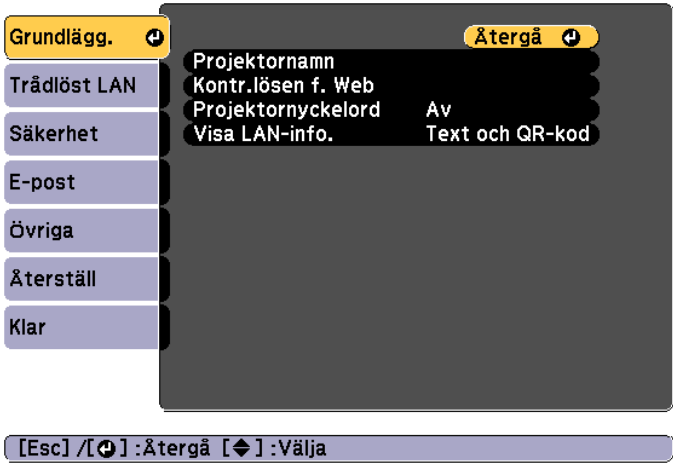 Grundlägg.
Återgå
Projektornamn
Trådlöst LAN
Kontr.lösen f. Web
Projektornyckelord Av
Säkerhet
Visa LAN-info. Text och QR-kod
E-post
Övriga
Återställ
Klar
[Esc] /[ ] :Återgå [ ] :Välja